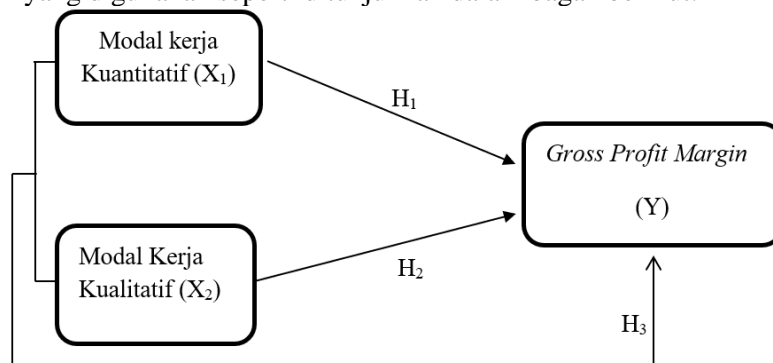 Modal kerja
Kuantitatif (X₁)
H₁
Gross Profit Margin
(Y)
Modal Kerja
Kualitatif (X₂)
H₂
H₃